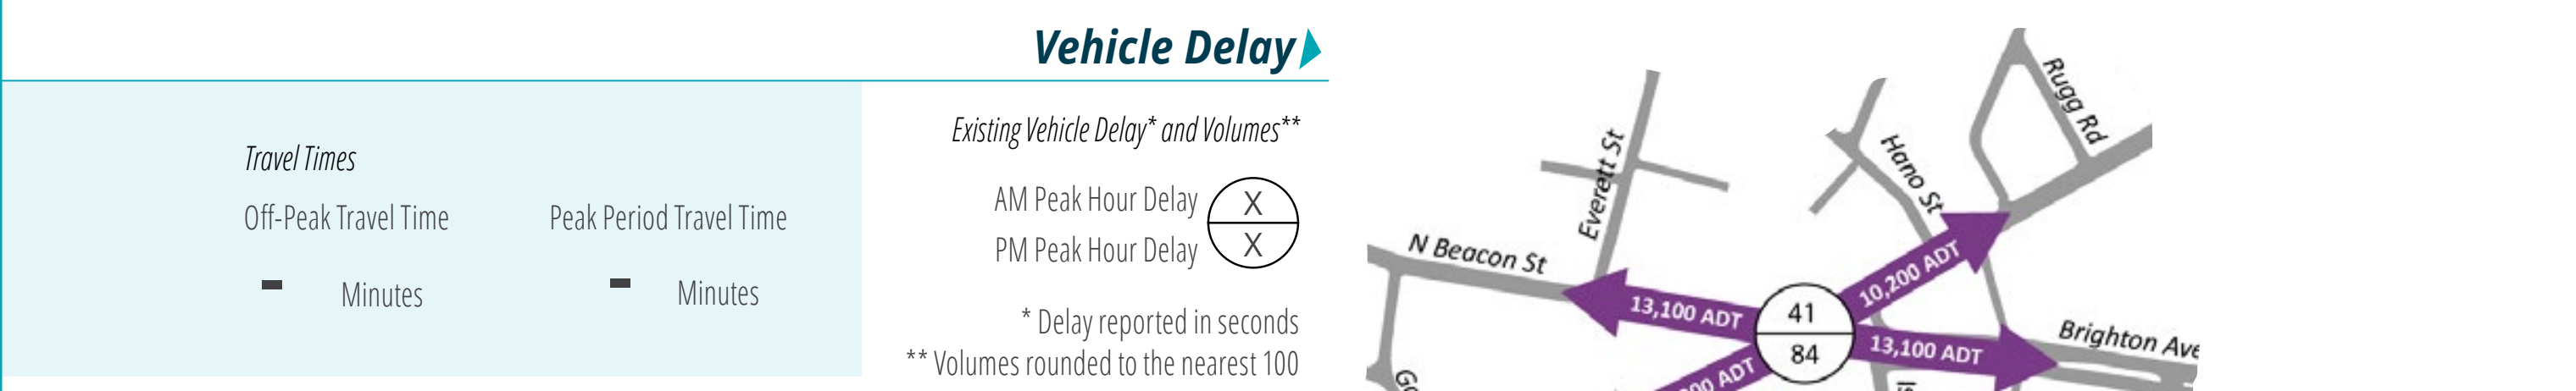 Vehicle Delay
Travel Times
Off-Peak Travel Time
Peak Period Travel Time
- Minutes
- Minutes
Existing Vehicle Delay* and Volumes**
AM Peak Hour Delay X
PM Peak Hour Delay X
* Delay reported in seconds
** Volumes rounded to the nearest 100
Rugg Rd
Everett St
Hano St
N Beacon St
10,200 ADT
13,100 ADT
41
84
13,100 ADT
Brighton Ave
ADT